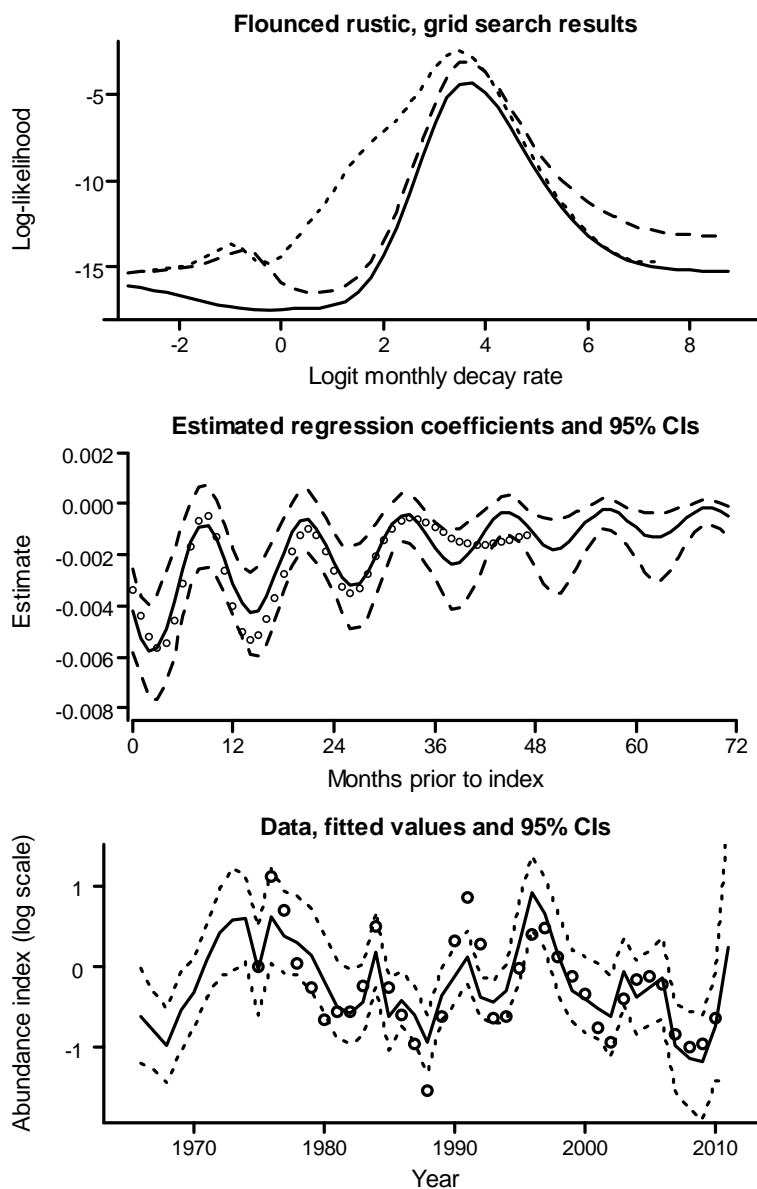 Flounced rustic, grid search results
Log-likelihood
-5
-10
-15
-2 0 2 4 6 8
Logit monthly decay rate
Estimated regression coefficients and 95% CIs
Estimate
0.002
0.000
-0.002
-0.004
-0.006
-0.008
0 12 24 36 48 60 72
Months prior to index
Data, fitted values and 95% CIs
Abundance index (log scale)
1
0
-1
1970 1980 1990 2000 2010
Year